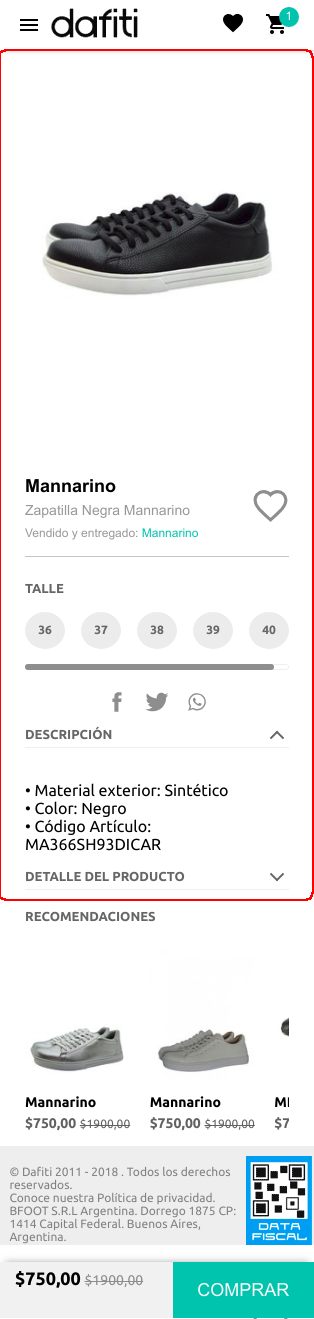 dafiti
1
Mannarino
Zapatilla Negra Mannarino
Vendido y entregado: Mannarino
TALLE
36 37 38 39 40
DESCRIPCIÓN
• Material exterior: Sintético
• Color: Negro
• Código Artículo:
MA366SH93DICAR
DETALLE DEL PRODUCTO
RECOMENDACIONES
Mannarino Mannarino
$750,00 $1900,00 $750,00 $1900,00 $7
© Dafiti 2011 - 2018 . Todos los derechos
reservados.
Conoce nuestra Política de privacidad.
BFOOT S.R.L Argentina. Dorrego 1875 CP:
1414 Capital Federal. Buenos Aires,
Argentina.
DATA
FISCAL
$750,00 $1900,00 COMPRAR